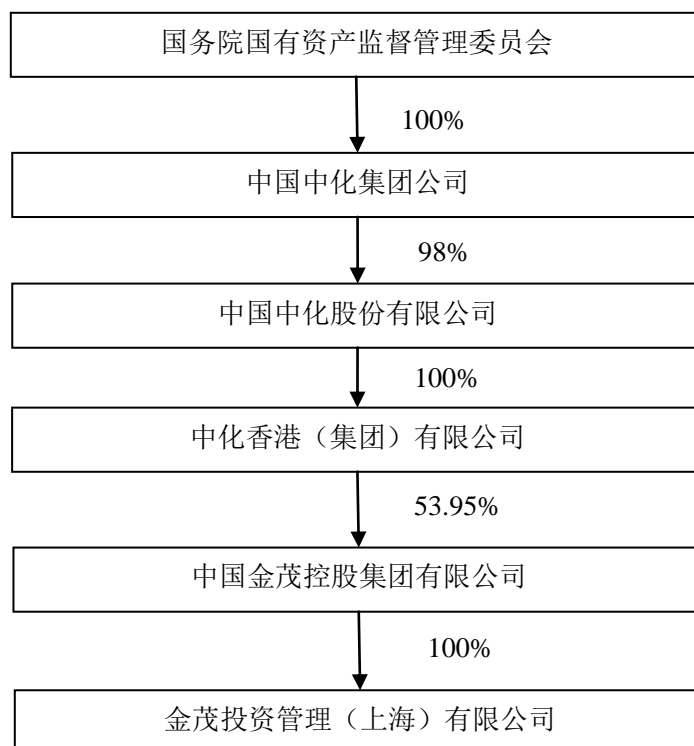 国务院国有资产监督管理委员会
100%
中国中化集团公司
98%
中国中化股份有限公司
100%
中化香港（集团）有限公司
53.95%
中国金茂控股集团有限公司
100%
金茂投资管理（上海）有限公司